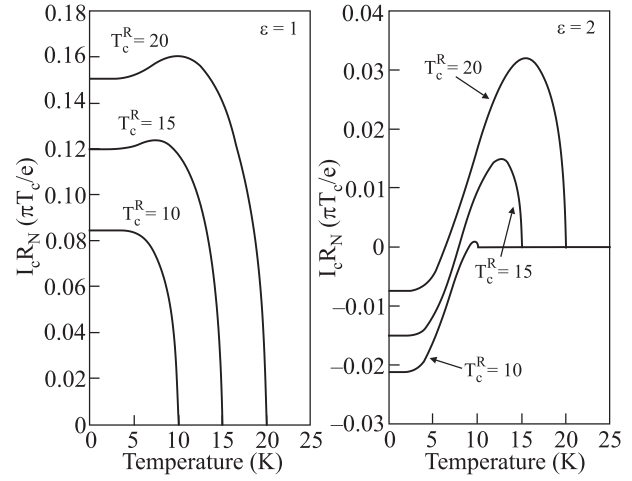 0.18
0.16
0.14
0.12
0.10
0.08
0.06
0.04
0.02
0
I_cR_N (πT_c/e)
T_c^R = 20
ε = 1
T_c^R = 15
T_c^R = 10
0 5 10 15 20 25
Temperature (K)
0.04
0.03
0.02
0.01
0
−0.01
−0.02
−0.03
I_cR_N (πT_c/e)
ε = 2
T_c^R = 20
T_c^R = 15
T_c^R = 10
0 5 10 15 20 25
Temperature (K)